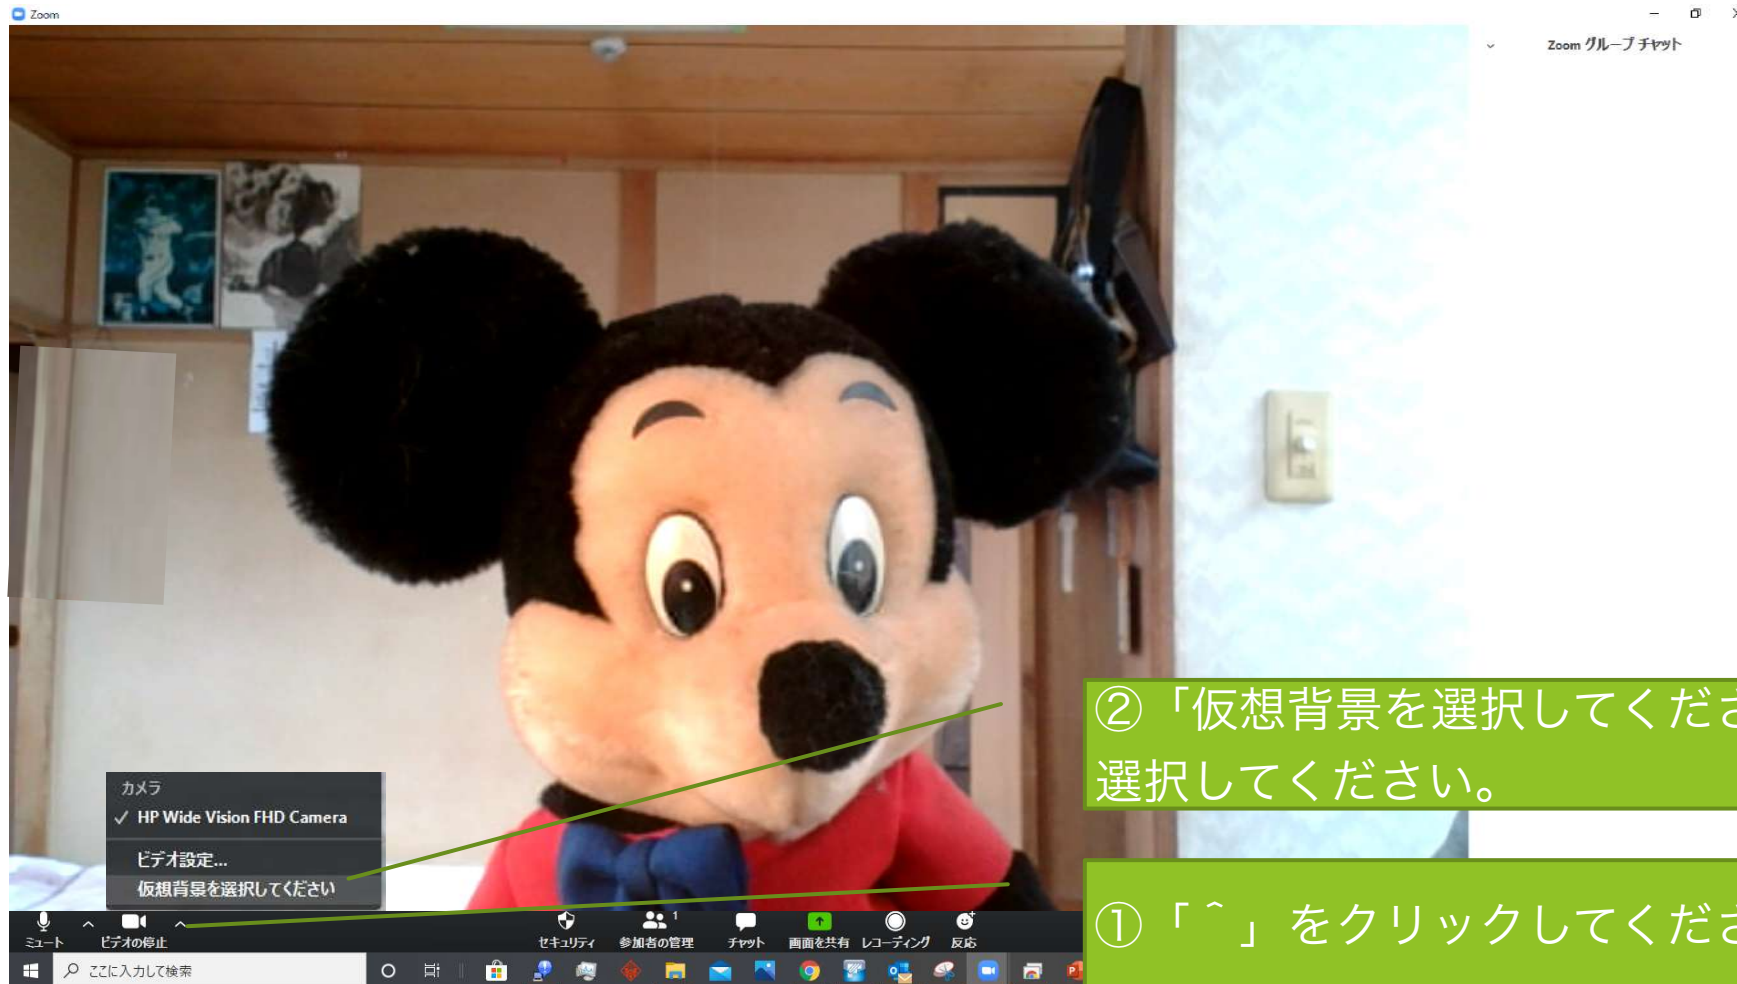 Zoom
Zoom グループ チャット
② 「仮想背景を選択してくださ
選択してください。
カメラ
✓ HP Wide Vision FHD Camera
ビデオ設定...
仮想背景を選択してください
① 「＾」をクリックしてくださ
ミュート
ビデオの停止
セキュリティ
1
参加者の管理
チャット
画面を共有
レコーディング
反応
ここに入力して検索